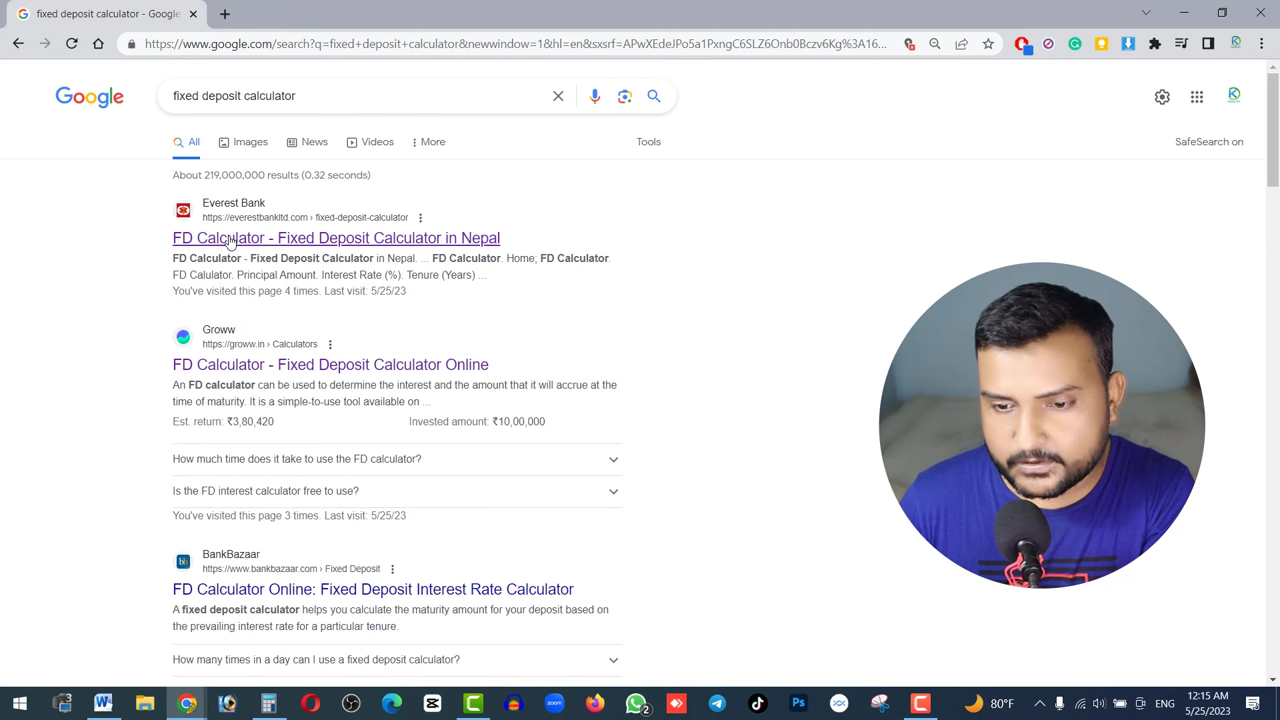 fixed deposit calculator - Google
https://www.google.com/search?q=fixed+deposit+calculator&newwindow=1&hl=en&sxsrf=APwXEdeJPo5a1PxngC6SLZ6Onb0Bczv6Kg%3A16...
Google
fixed deposit calculator
All
Images
News
Videos
More
Tools
SafeSearch on
About 219,000,000 results (0.32 seconds)
Everest Bank
https://everestbankltd.com › fixed-deposit-calculator
FD Calculator - Fixed Deposit Calculator in Nepal
FD Calculator - Fixed Deposit Calculator in Nepal. ... FD Calculator. Home; FD Calculator.
FD Calulator. Principal Amount. Interest Rate (%). Tenure (Years) ...
You've visited this page 4 times. Last visit: 5/25/23
Groww
https://groww.in › Calculators
FD Calculator - Fixed Deposit Calculator Online
An FD calculator can be used to determine the interest and the amount that it will accrue at the
time of maturity. It is a simple-to-use tool available on ...
Est. return: ₹3,80,420
Invested amount: ₹10,00,000
How much time does it take to use the FD calculator?
Is the FD interest calculator free to use?
You've visited this page 3 times. Last visit: 5/25/23
BankBazaar
https://www.bankbazaar.com › Fixed Deposit
FD Calculator Online: Fixed Deposit Interest Rate Calculator
A fixed deposit calculator helps you calculate the maturity amount for your deposit based on
the prevailing interest rate for a particular tenure.
How many times in a day can I use a fixed deposit calculator?
80°F
12:15 AM
5/25/2023